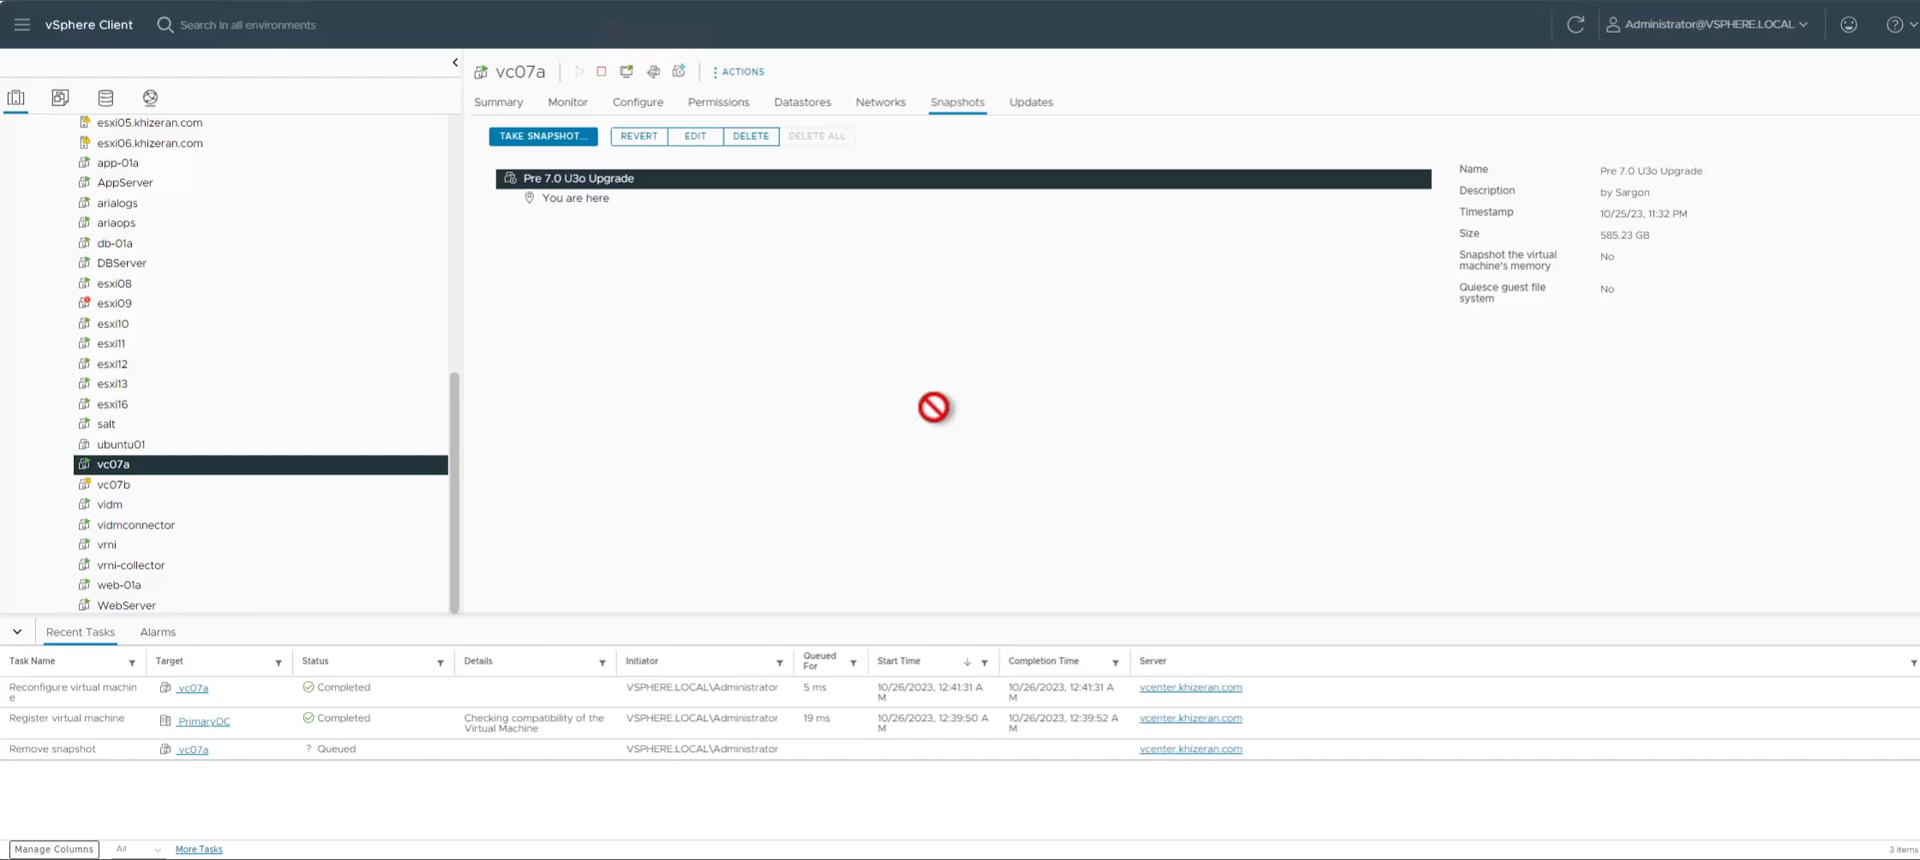 vSphere Client
Search in all environments
Administrator@VSPHERE.LOCAL
esxi05.khizeran.com
esxi06.khizeran.com
app-01a
AppServer
arialogs
ariaops
db-01a
DBServer
esxi08
esxi09
esxi10
esxi11
esxi12
esxi13
esxi16
salt
ubuntu01
vc07a
vc07b
vidm
vidmconnector
vrni
vrni-collector
web-01a
WebServer
vc07a
ACTIONS
Summary Monitor Configure Permissions Datastores Networks Snapshots Updates
TAKE SNAPSHOT... REVERT EDIT DELETE DELETE ALL
Pre 7.0 U3o Upgrade
You are here
Name Pre 7.0 U3o Upgrade
Description by Sargon
Timestamp 10/25/23, 11:32 PM
Size 585.23 GB
Snapshot the virtual No
machine's memory
Quiesce guest file No
system
Recent Tasks Alarms
Task Name Target Status Details Initiator Queued For Start Time Completion Time Server
Reconfigure virtual machin vc07a Completed VSPHERE.LOCAL\Administrator 5 ms 10/26/2023, 12:41:31 A 10/26/2023, 12:41:31 A vcenter.khizeran.com
e M M
Register virtual machine PrimaryDC Completed Checking compatibility of the VSPHERE.LOCAL\Administrator 19 ms 10/26/2023, 12:39:50 A 10/26/2023, 12:39:52 A vcenter.khizeran.com
Virtual Machine M M
Remove snapshot vc07a ? Queued VSPHERE.LOCAL\Administrator vcenter.khizeran.com
Manage Columns All More Tasks 3 items